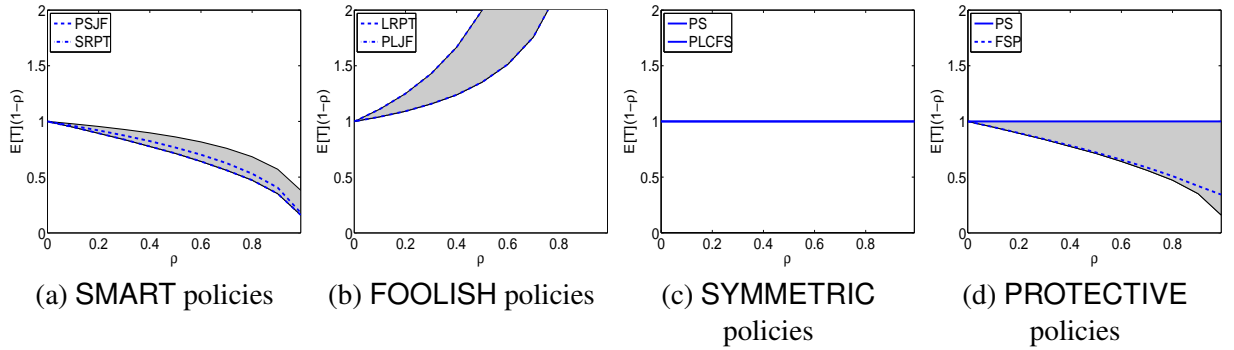 PSJF
SRPT
2
1.5
1
0.5
0
E[T](1−ρ)
0 0.2 0.4 0.6 0.8
ρ
(a) SMART policies
LRPT
PLJF
2
1.5
1
0.5
0
E[T](1−ρ)
0 0.2 0.4 0.6 0.8
ρ
(b) FOOLISH policies
PS
PLCFS
2
1.5
1
0.5
0
E[T](1−ρ)
0 0.2 0.4 0.6 0.8
ρ
(c) SYMMETRIC
policies
PS
FSP
2
1.5
1
0.5
0
E[T](1−ρ)
0 0.2 0.4 0.6 0.8
ρ
(d) PROTECTIVE
policies